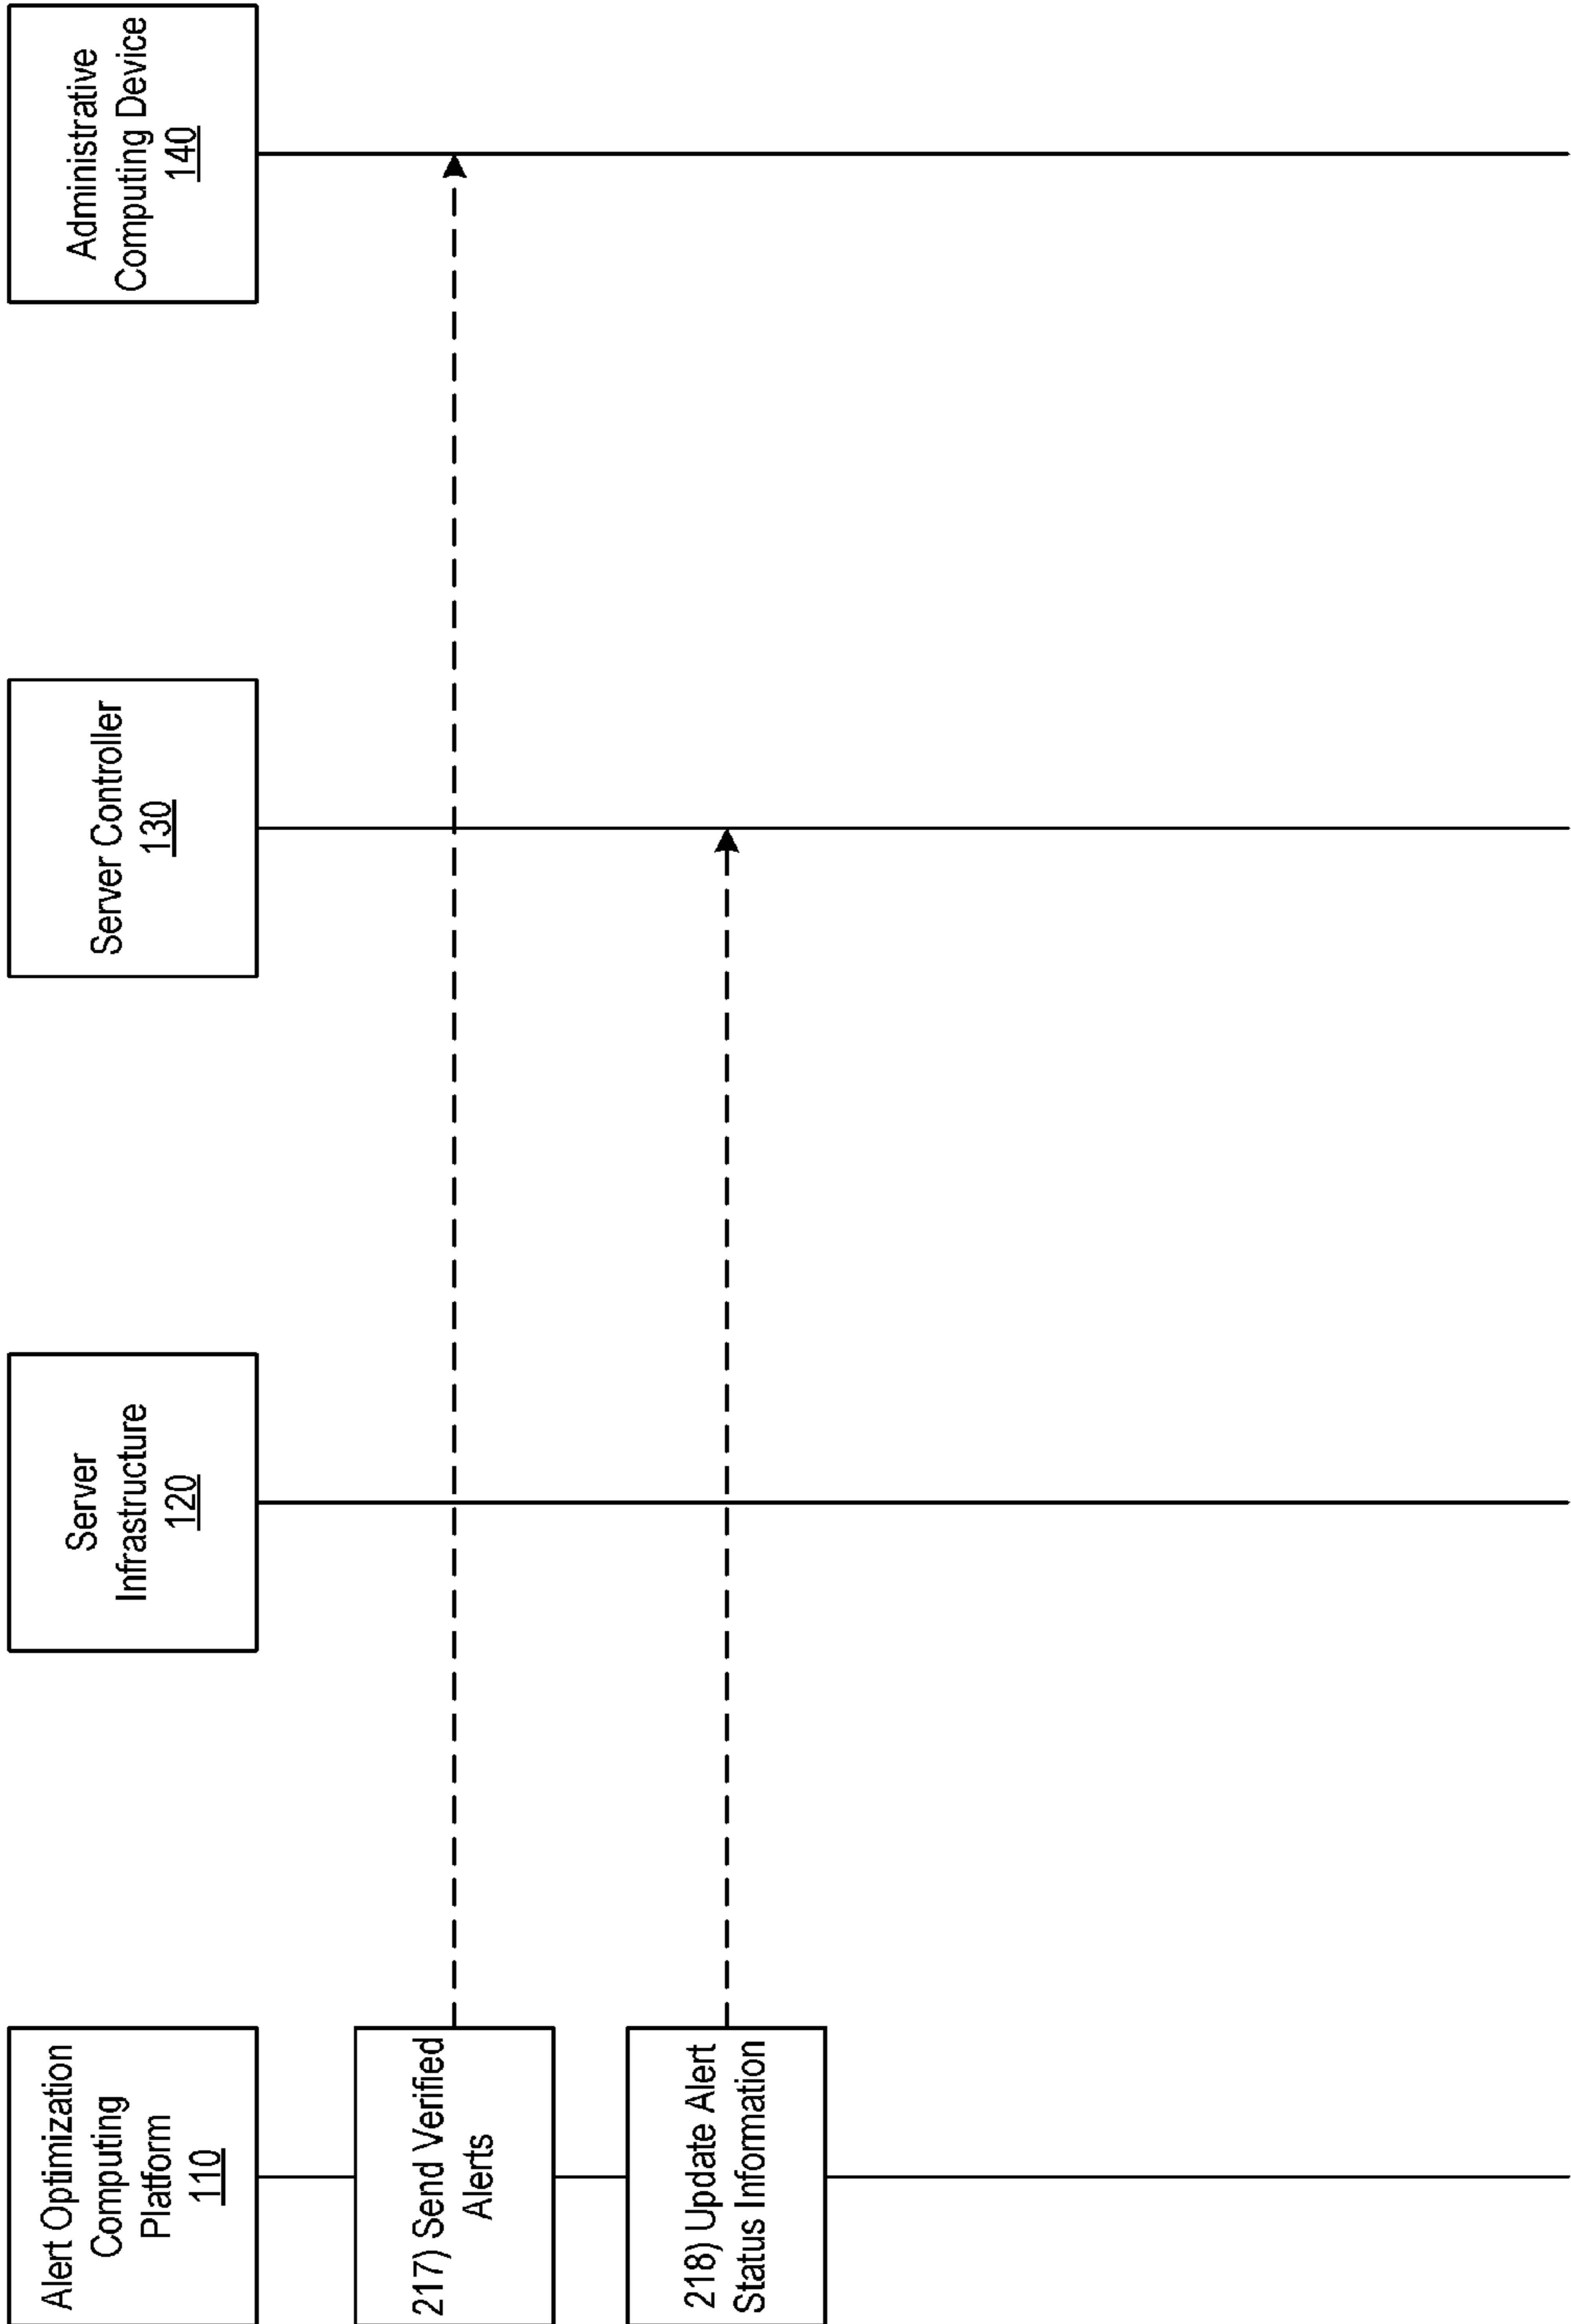 Alert Optimization
Computing
Platform
110
Server
Infrastructure
120
Server Controller
130
Administrative
Computing Device
140
217) Send Verified
Alerts
218) Update Alert
Status Information